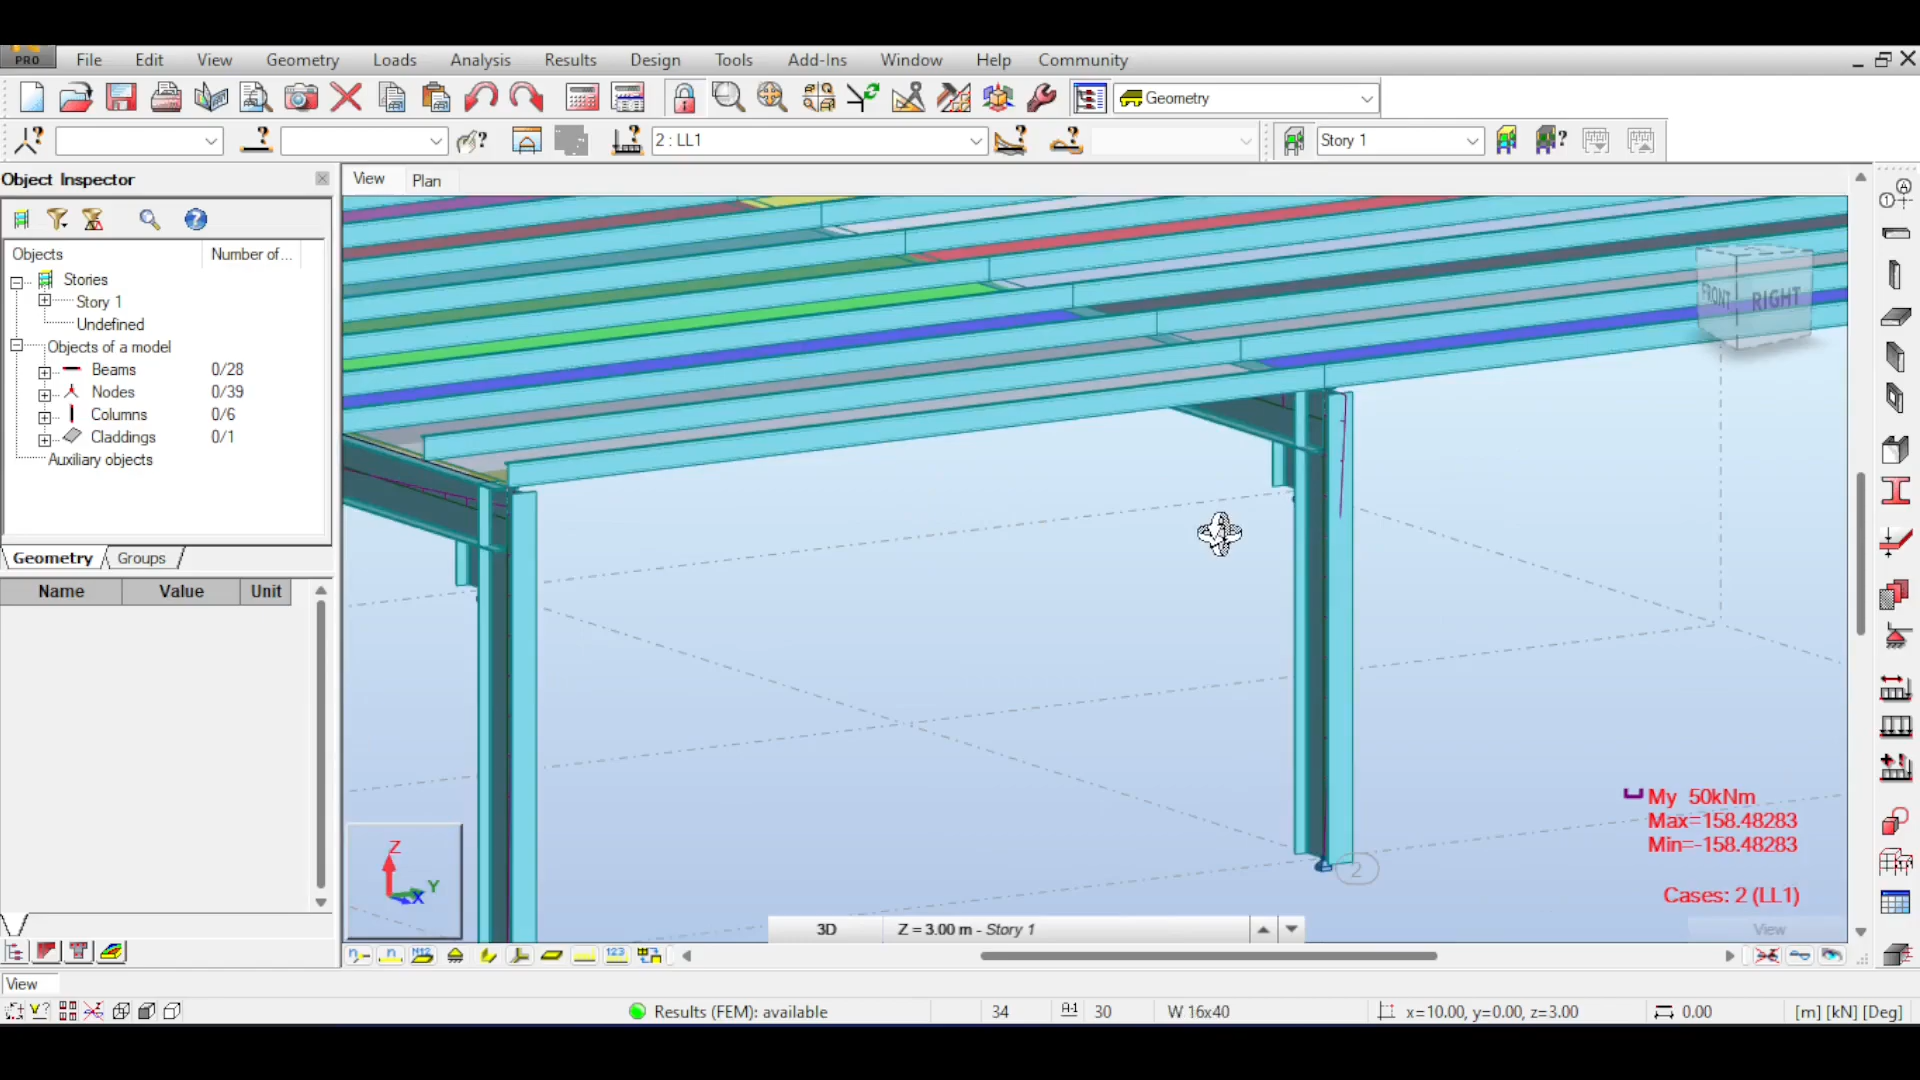 PRO File Edit View Geometry Loads Analysis Results Design Tools Add-Ins Window Help Community
Geometry
2 : LL1 Story 1
Object Inspector View Plan
Objects Number of...
Stories
Story 1
Undefined
Objects of a model
Beams 0/28
Nodes 0/39
Columns 0/6
Claddings 0/1
Auxiliary objects
Geometry Groups
Name Value Unit
FRONT RIGHT
My 50kNm
Max=158.48283
Min=-158.48283
Cases: 2 (LL1)
2
Z
Y
X
3D Z = 3.00 m - Story 1
View
View
Results (FEM): available 34 30 W 16x40 x=10.00, y=0.00, z=3.00 0.00 [m] [kN] [Deg]